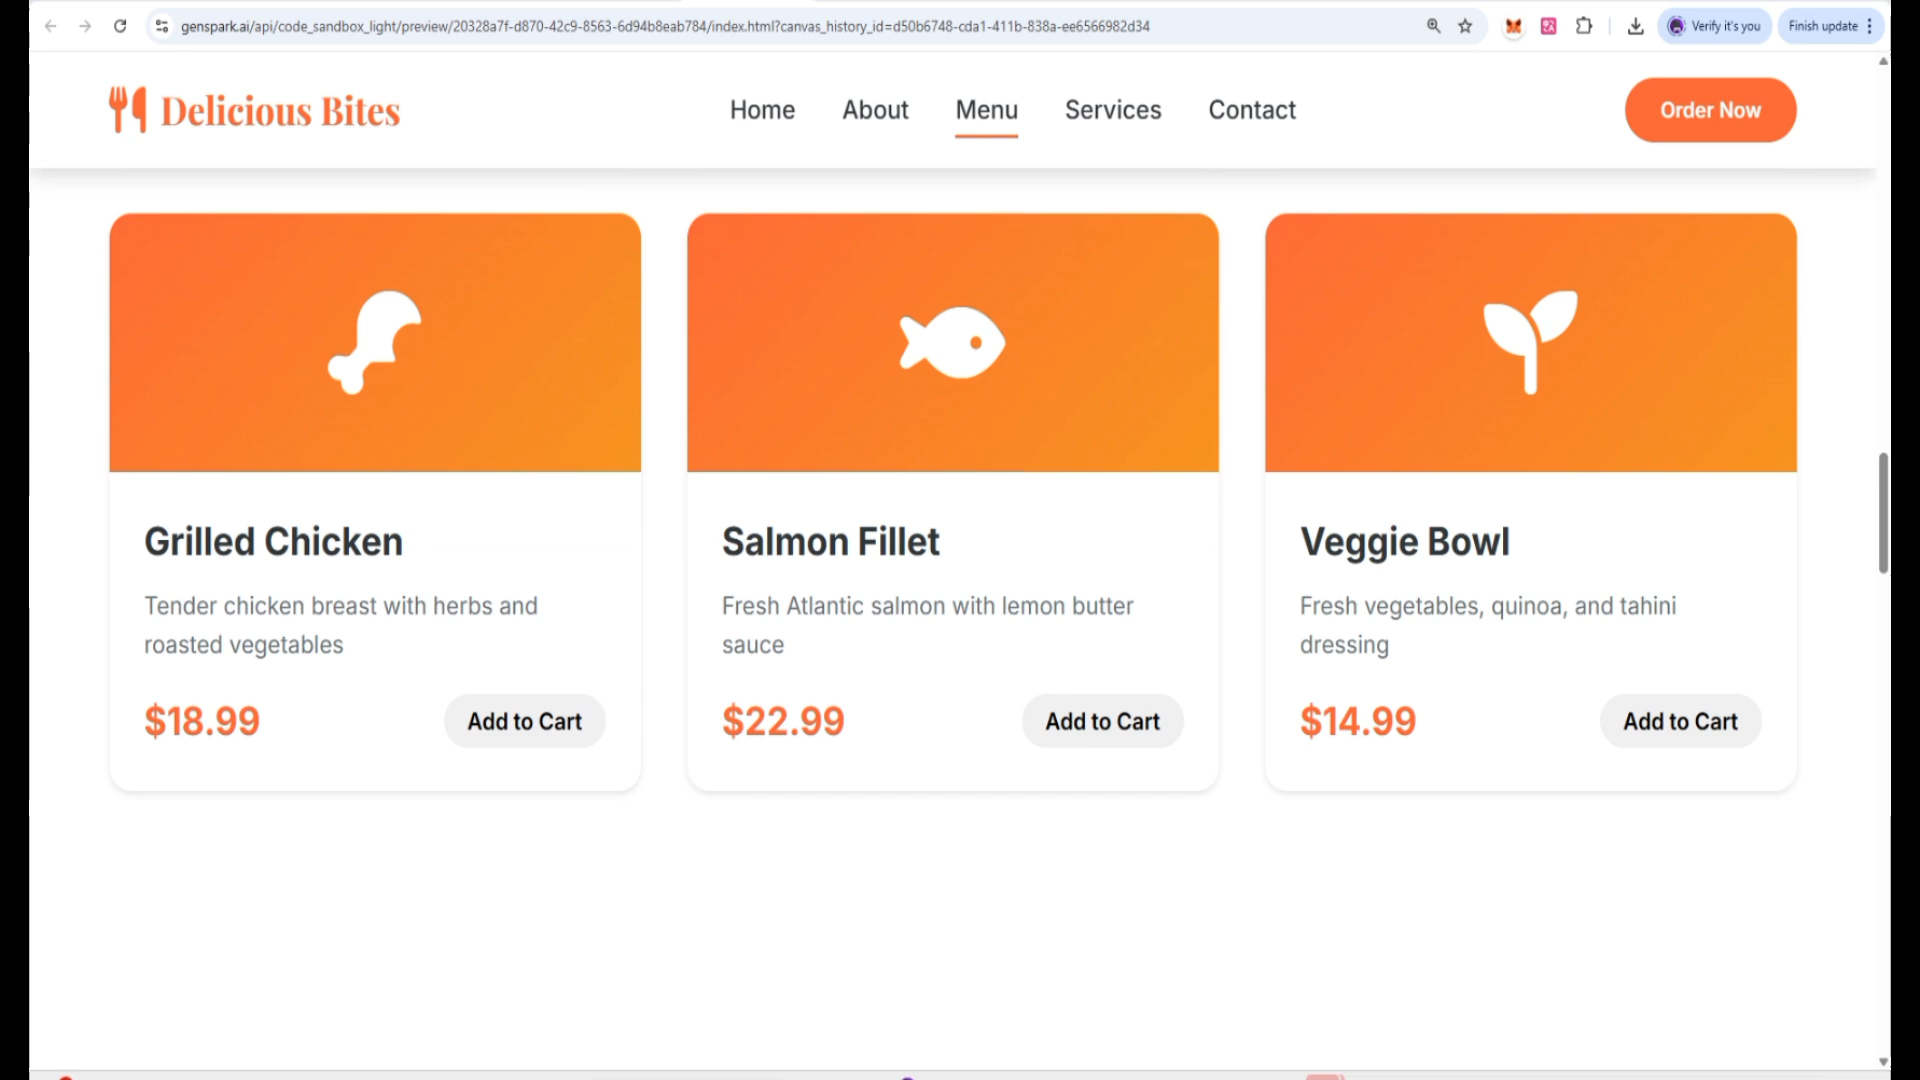 genspark.ai/api/code_sandbox_light/preview/20328a7f-d870-42c9-8563-6d94b8eab784/index.html?canvas_history_id=d50b6748-cda1-411b-838a-ee6566982d34
Verify it's you
Finish update
Delicious Bites
Home
About
Menu
Services
Contact
Order Now
Grilled Chicken
Tender chicken breast with herbs and
roasted vegetables
$18.99
Add to Cart
Salmon Fillet
Fresh Atlantic salmon with lemon butter
sauce
$22.99
Add to Cart
Veggie Bowl
Fresh vegetables, quinoa, and tahini
dressing
$14.99
Add to Cart